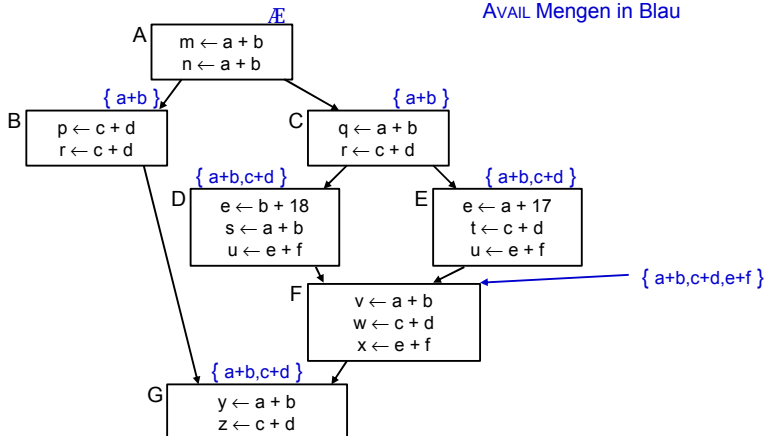 AVAIL Mengen in Blau
Æ
A
m ← a + b
n ← a + b
{ a+b }
B
p ← c + d
r ← c + d
{ a+b }
C
q ← a + b
r ← c + d
{ a+b,c+d }
D
e ← b + 18
s ← a + b
u ← e + f
{ a+b,c+d }
E
e ← a + 17
t ← c + d
u ← e + f
{ a+b,c+d,e+f }
F
v ← a + b
w ← c + d
x ← e + f
{ a+b,c+d }
G
y ← a + b
z ← c + d